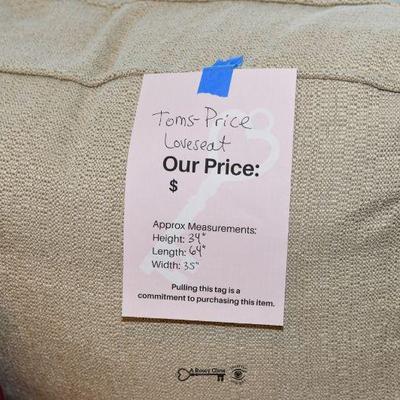 Toms-Price
Loveseat
Our Price:
$
Approx Measurements:
Height: 34"
Length: 64"
Width: 35"
Pulling this tag is a
commitment to purchasing this item.